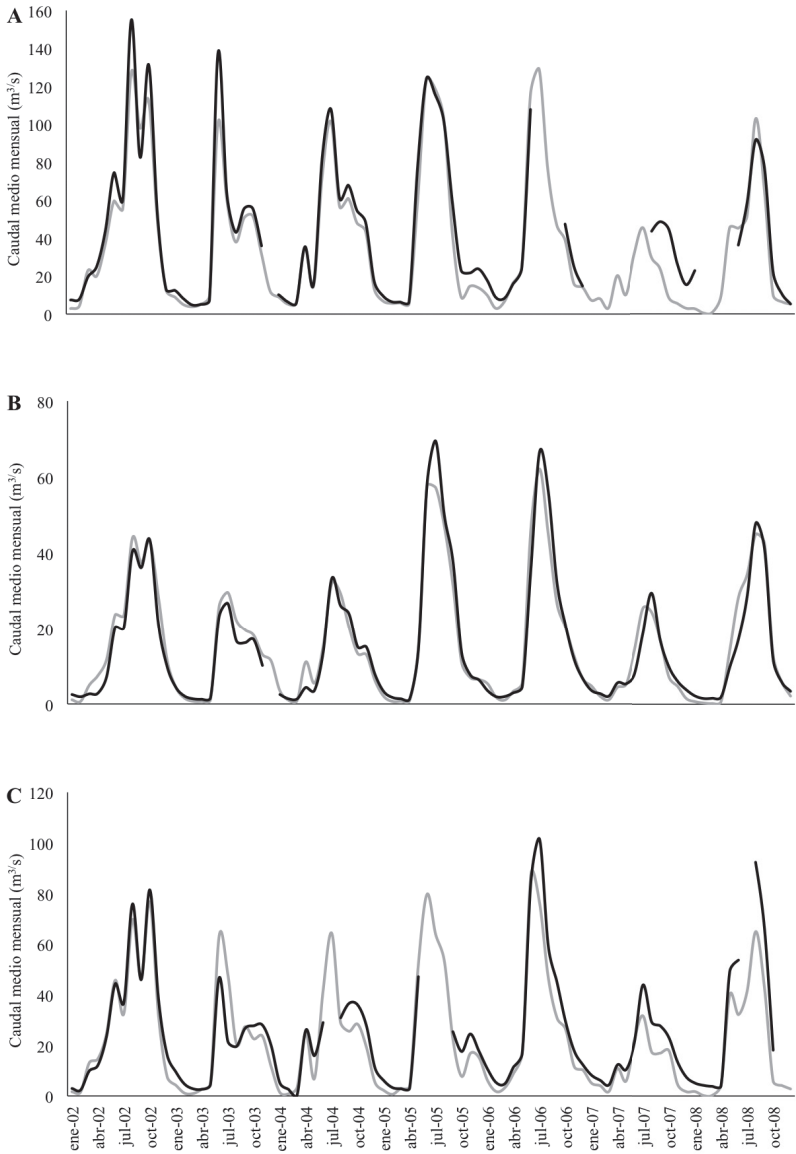 A
Caudal medio mensual (m³/s)
160
140
120
100
80
60
40
20
0
B
Caudal medio mensual (m³/s)
80
60
40
20
0
C
Caudal medio mensual (m³/s)
120
100
80
60
40
20
0
ene-02
abr-02
jul-02
oct-02
ene-03
abr-03
jul-03
oct-03
ene-04
abr-04
jul-04
oct-04
ene-05
abr-05
jul-05
oct-05
ene-06
abr-06
jul-06
oct-06
ene-07
abr-07
jul-07
oct-07
ene-08
abr-08
jul-08
oct-08